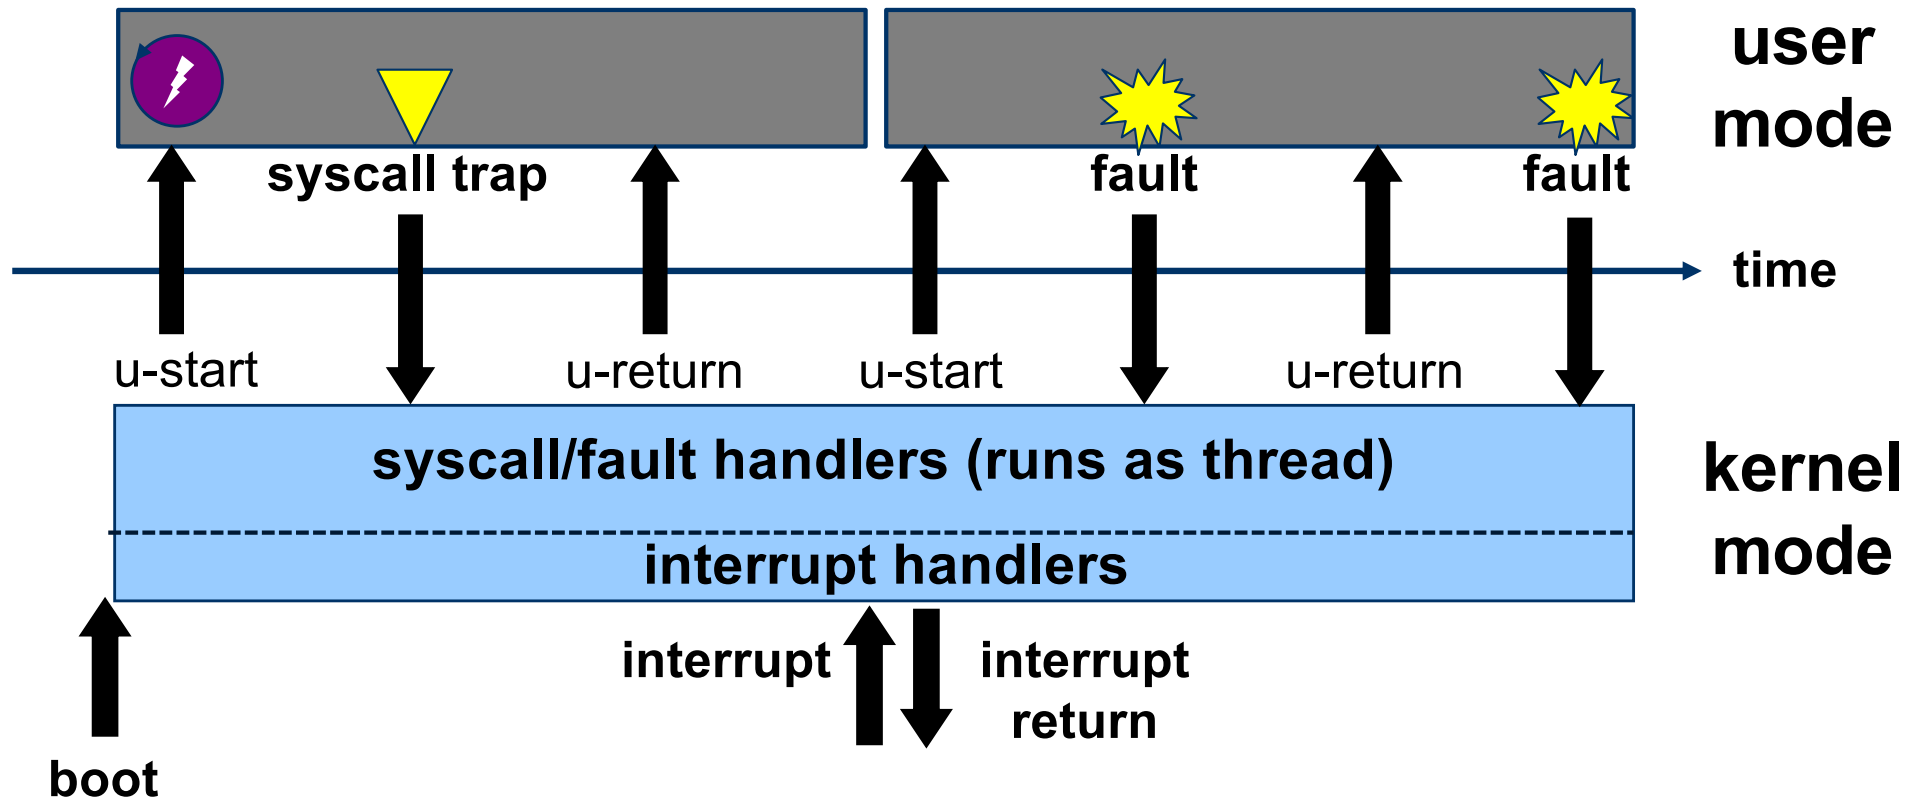 user
mode
syscall trap
fault
fault
time
u-start
u-return
u-start
u-return
syscall/fault handlers (runs as thread)
kernel
mode
interrupt handlers
interrupt
interrupt
return
boot